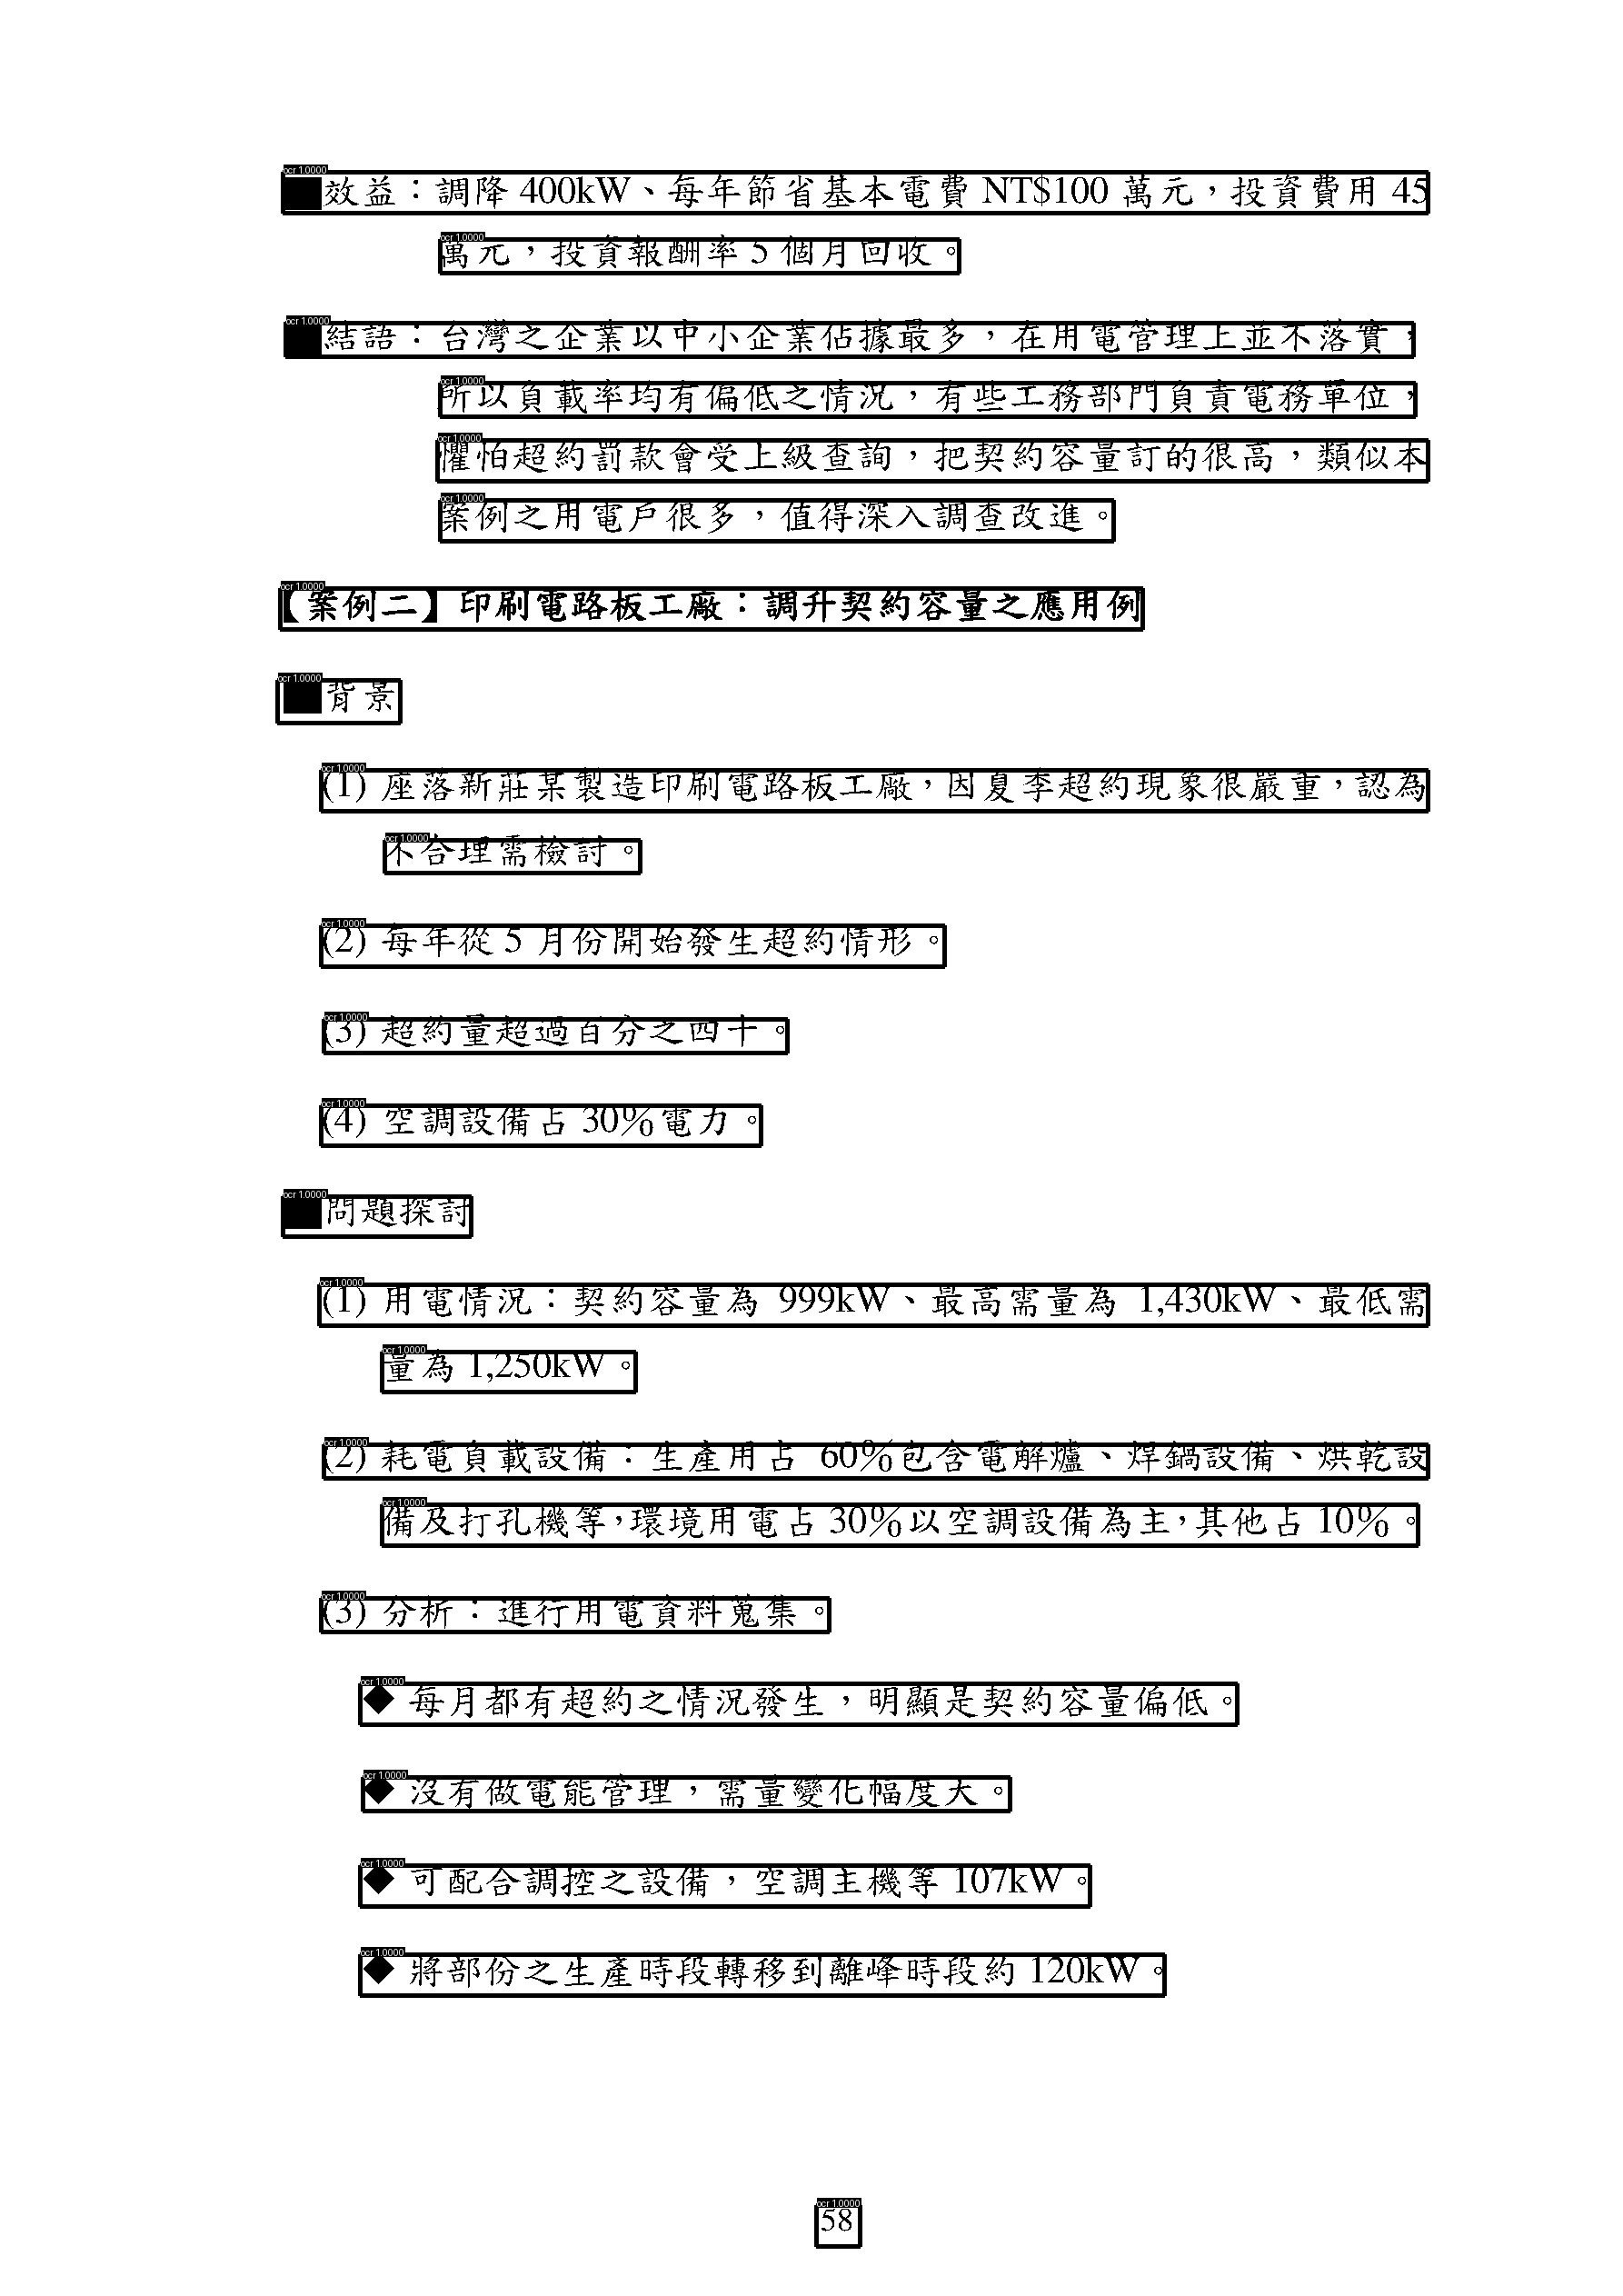 ■效益：調降 400kW、每年節省基本電費 NT$100 萬元，投資費用 45
萬元，投資報酬率 5 個月回收。
■結語：台灣之企業以中小企業佔據最多，在用電管理上並不落實，
所以負載率均有偏低之情況，有些工務部門負責電務單位，
懼怕超約罰款會受上級查詢，把契約容量訂的很高，類似本
案例之用電戶很多，值得深入調查改進。
【案例二】印刷電路板工廠：調升契約容量之應用例
■背景
(1) 座落新莊某製造印刷電路板工廠，因夏季超約現象很嚴重，認為
不合理需檢討。
(2) 每年從 5 月份開始發生超約情形。
(3) 超約量超過百分之四十。
(4) 空調設備占 30%電力。
■問題探討
(1) 用電情況：契約容量為 999kW、最高需量為 1,430kW、最低需
量為 1,250kW。
(2) 耗電負載設備：生產用占 60%包含電解爐、焊鍋設備、烘乾設
備及打孔機等，環境用電占 30%以空調設備為主，其他占 10%。
(3) 分析：進行用電資料蒐集。
◆ 每月都有超約之情況發生，明顯是契約容量偏低。
◆ 沒有做電能管理，需量變化幅度大。
◆ 可配合調控之設備，空調主機等 107kW。
◆ 將部份之生產時段轉移到離峰時段約 120kW。
58